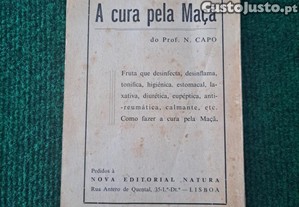 CustoJusto.pt
A cura pela Maçã
do Prof. N. CAPO
Fruta que desinfecta, desinflama,
tonifica, higiénica, estomacal, la-
xativa, diurética, eupéptica, anti-
-reumática, calmante, etc.
Como fazer a cura pela Maçã.
Pedidos à
NOVA EDITORIAL NATURA
Rua Antero de Quental, 25-1.º-Dt.º — LISBOA